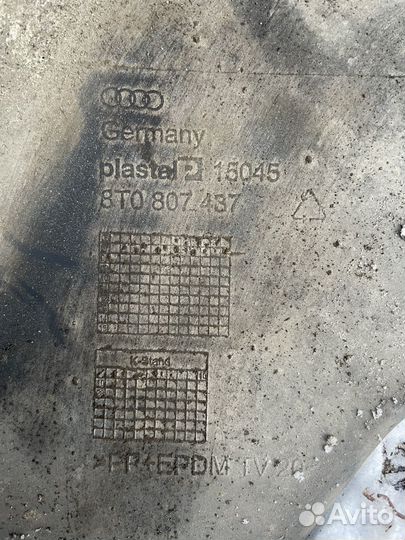 Germany
plastal P 15045
8T0 807 437
K-Stand
>PP+EPDM TV 20
Avito